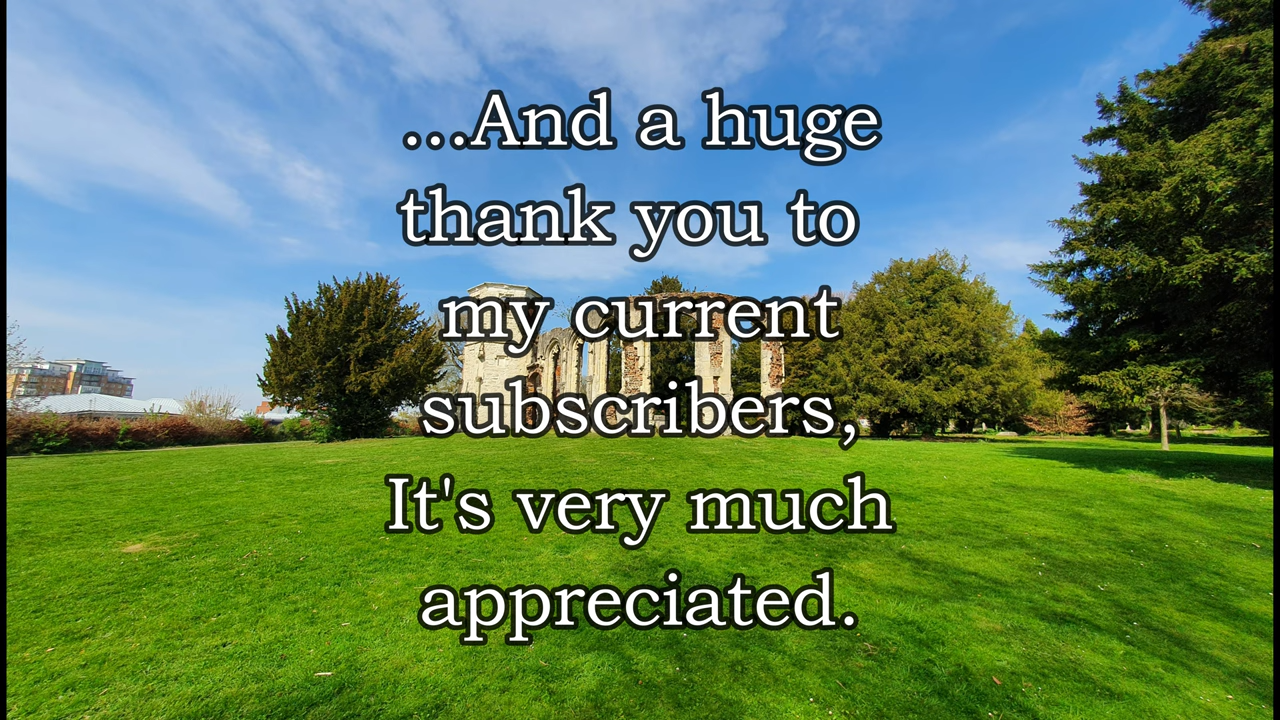 ...And a huge
thank you to
my current
subscribers,
It's very much
appreciated.